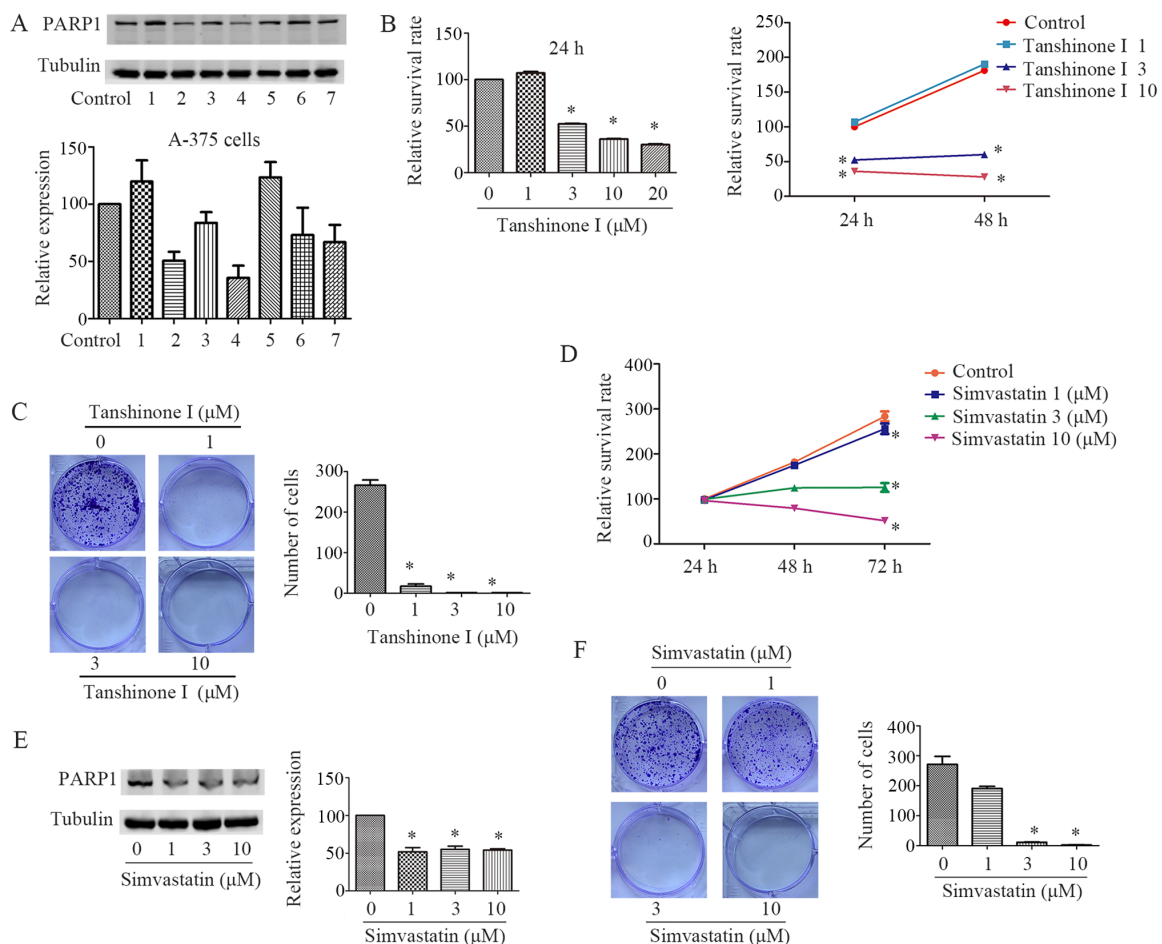 A
PARP1
Tubulin
Control 1 2 3 4 5 6 7
A-375 cells
Relative expression
150
100
50
0
Control 1 2 3 4 5 6 7
B
24 h
Relative survival rate
150
100
50
0
0 1 3 10 20
Tanshinone I (μM)
* * *
Relative survival rate
250
200
150
100
50
0
24 h 48 h
* *
* *
Control
Tanshinone I 1
Tanshinone I 3
Tanshinone I 10
C
Tanshinone I (μM)
0 1
3 10
Tanshinone I (μM)
Number of cells
300
200
100
0
* * *
0 1 3 10
Tanshinone I (μM)
D
Relative survival rate
400
300
200
100
0
24 h 48 h 72 h
*
*
*
Control
Simvastatin 1 (μM)
Simvastatin 3 (μM)
Simvastatin 10 (μM)
E
PARP1
Tubulin
0 1 3 10
Simvastatin (μM)
Relative expression
150
100
50
0
* * *
0 1 3 10
Simvastatin (μM)
F
Simvastatin (μM)
0 1
3 10
Simvastatin (μM)
Number of cells
400
300
200
100
0
* *
0 1 3 10
Simvastatin (μM)